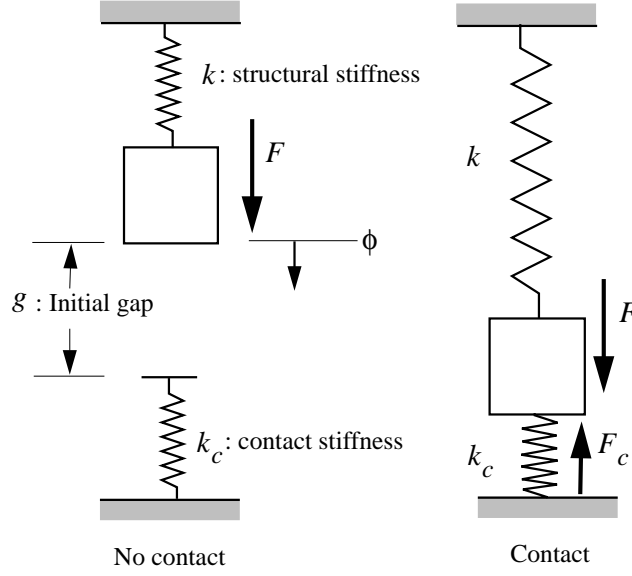 k : structural stiffness
F
ϕ
g : Initial gap
k_c : contact stiffness
No contact
k
F
k_c
F_c
Contact